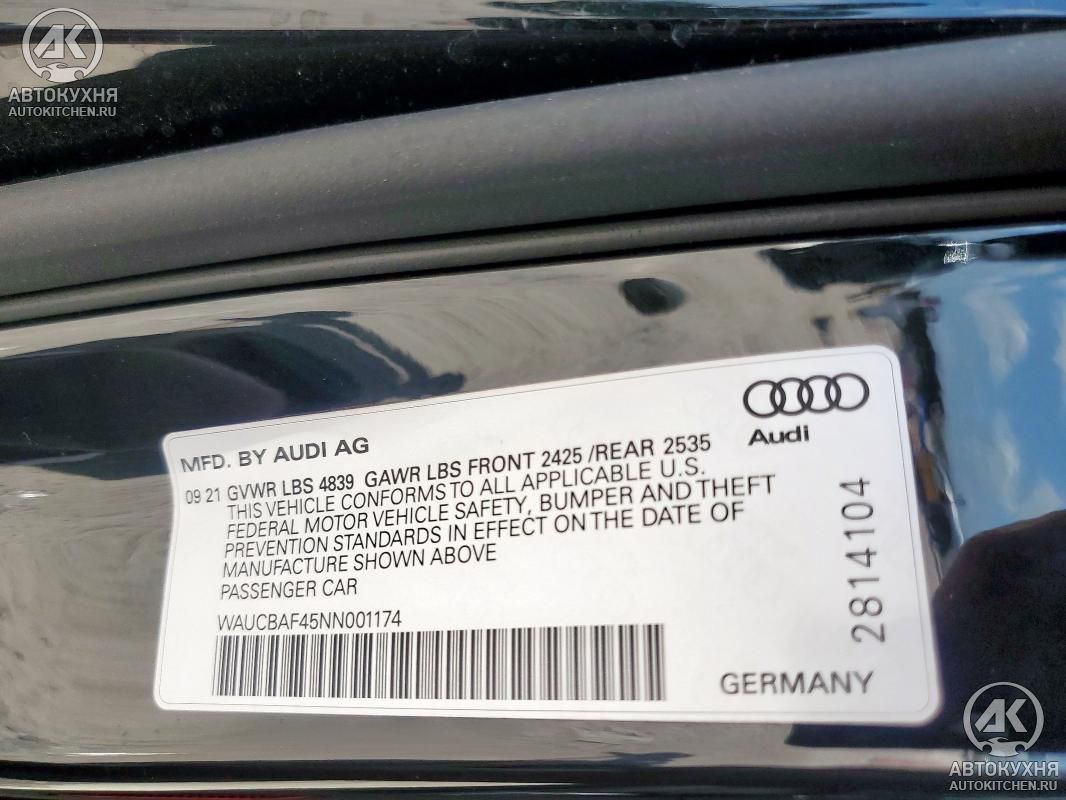 АВТОКУХНЯ
AUTOKITCHEN.RU
Audi
MFD. BY AUDI AG
09 21 GVWR LBS 4839 GAWR LBS FRONT 2425 /REAR 2535
THIS VEHICLE CONFORMS TO ALL APPLICABLE U.S.
FEDERAL MOTOR VEHICLE SAFETY, BUMPER AND THEFT
PREVENTION STANDARDS IN EFFECT ON THE DATE OF
MANUFACTURE SHOWN ABOVE
PASSENGER CAR
WAUCBAF45NN001174
2814104
GERMANY
АВТОКУХНЯ
AUTOKITCHEN.RU